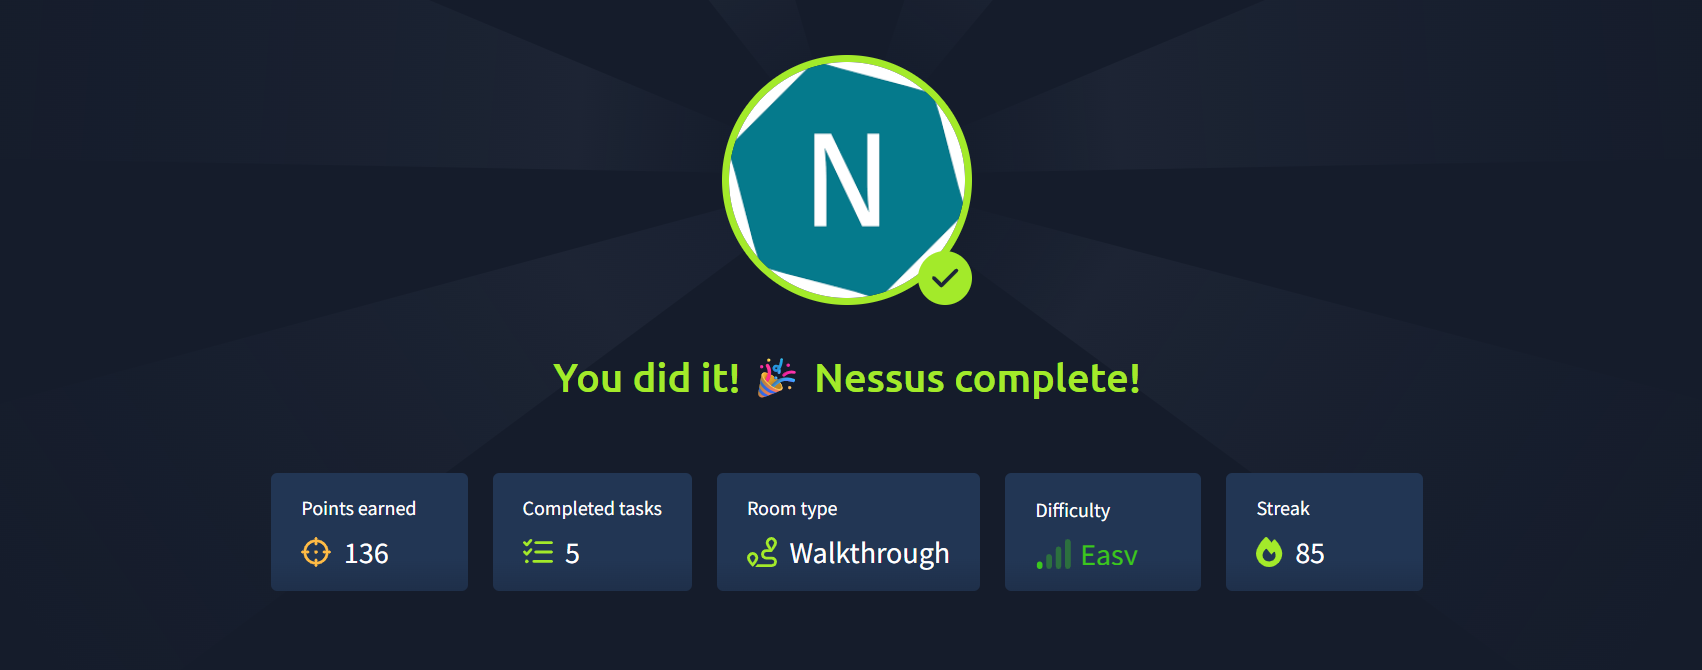 N
You did it! 🎉 Nessus complete!
Points earned
136
Completed tasks
5
Room type
Walkthrough
Difficulty
Easy
Streak
85